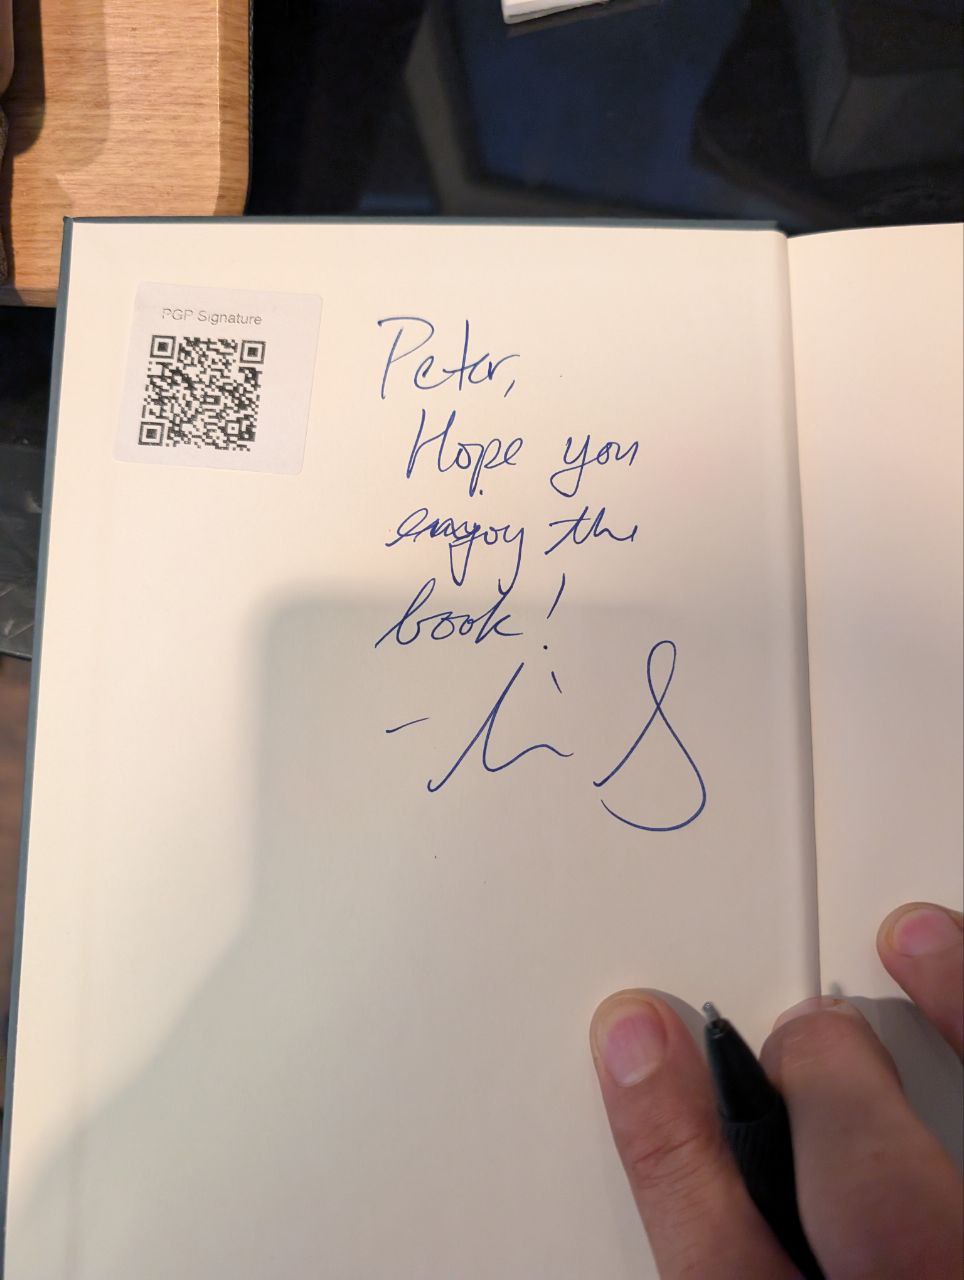 PGP Signature
Peter,
Hope you
enjoy the
book!